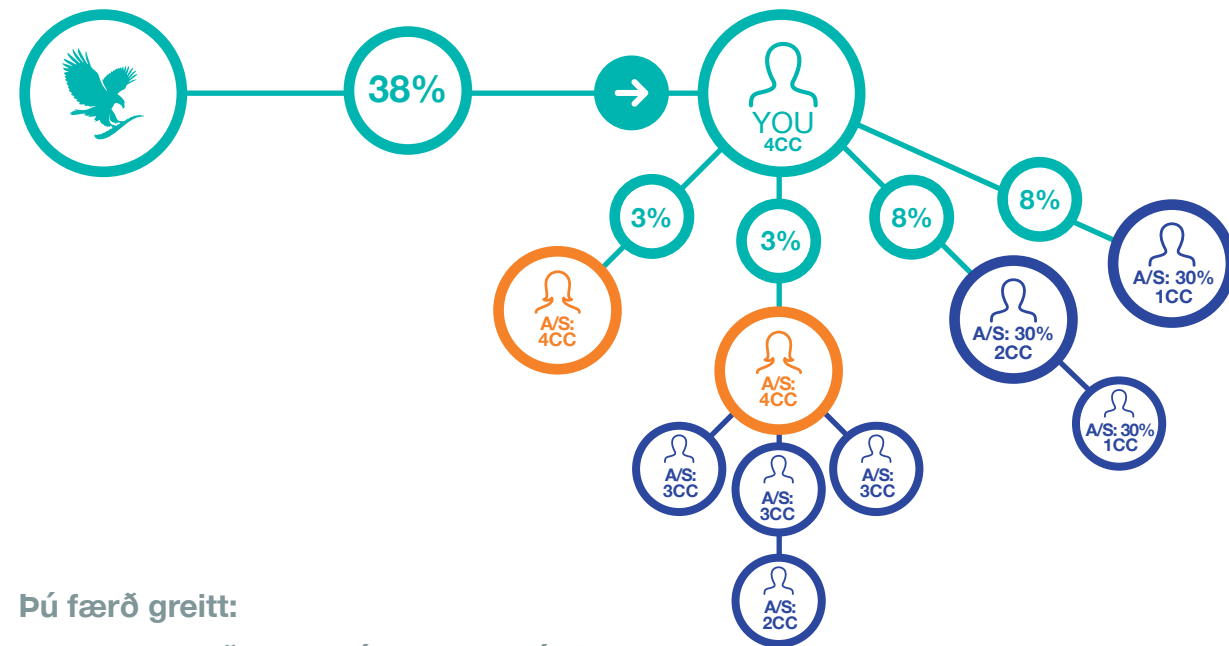 38%
YOU
4CC
3%
3%
8%
8%
A/S:
4CC
A/S:
4CC
A/S: 30%
2CC
A/S: 30%
1CC
A/S: 30%
1CC
A/S:
3CC
A/S:
3CC
A/S:
3CC
A/S:
2CC
Þú færð greitt: